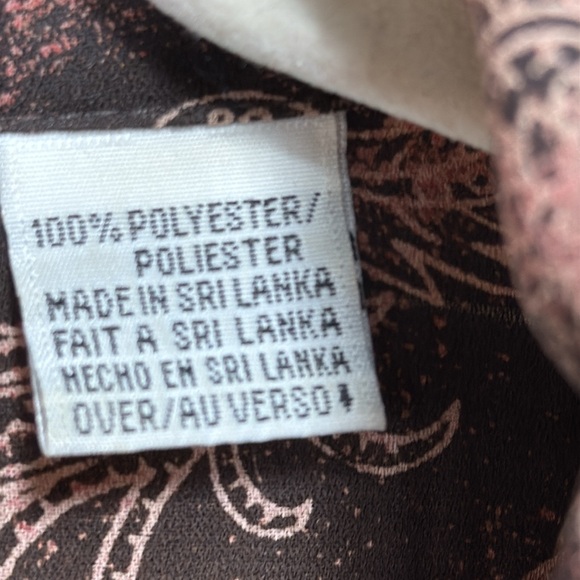 100% POLYESTER/
POLIESTER
MADE IN SRI LANKA
FAIT A SRI LANKA
HECHO EN SRI LANKA
OVER/AU VERSO